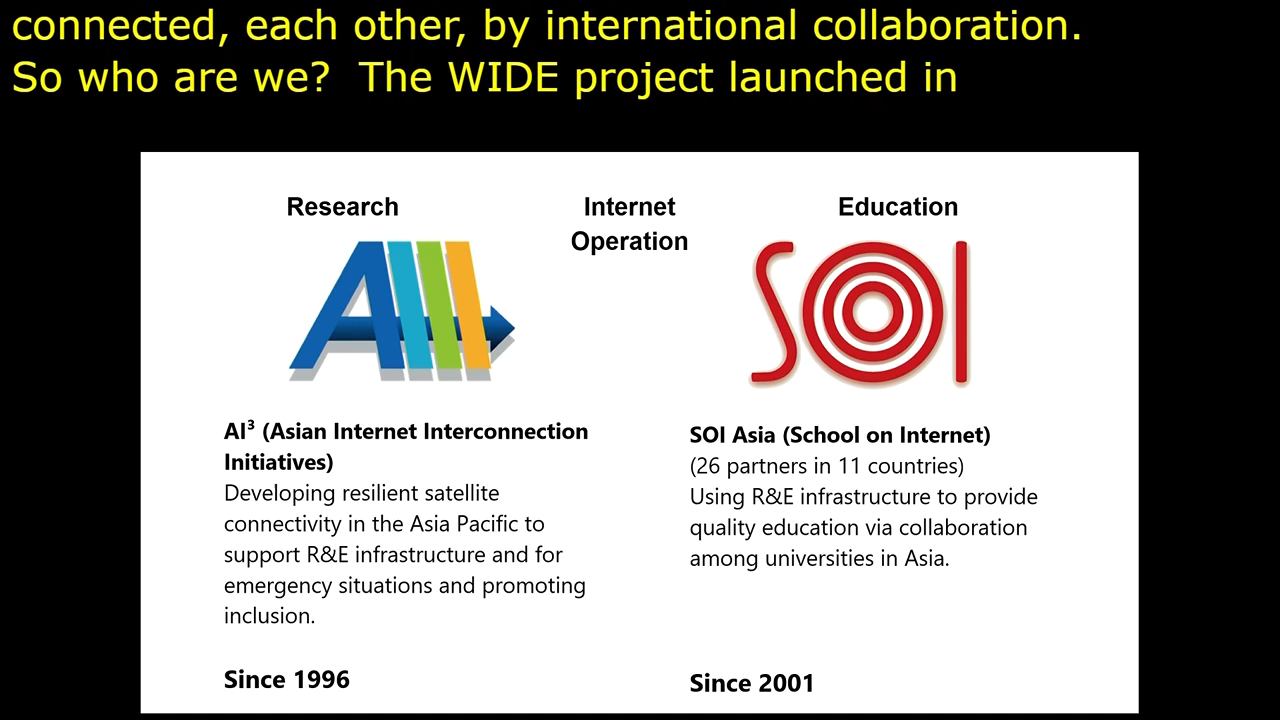 connected, each other, by international collaboration.
So who are we?  The WIDE project launched in
Research
Internet
Operation
Education
AIII
SOI
AI³ (Asian Internet Interconnection
Initiatives)
Developing resilient satellite
connectivity in the Asia Pacific to
support R&E infrastructure and for
emergency situations and promoting
inclusion.
Since 1996
SOI Asia (School on Internet)
(26 partners in 11 countries)
Using R&E infrastructure to provide
quality education via collaboration
among universities in Asia.
Since 2001